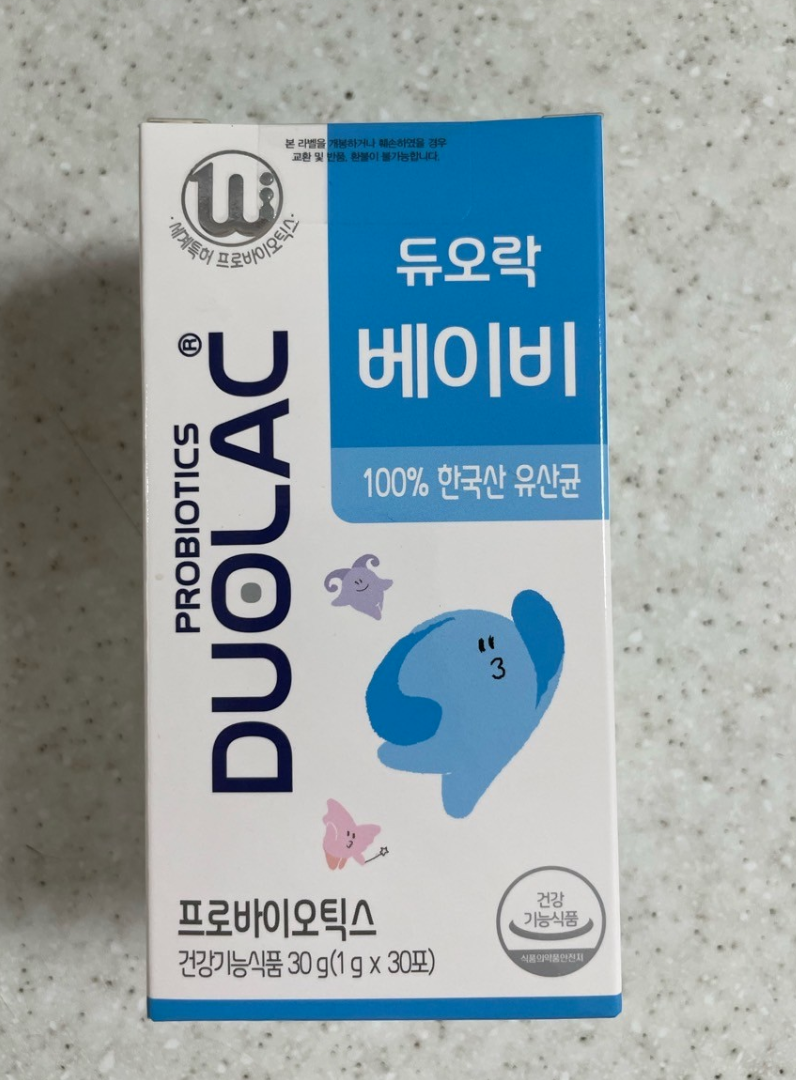 본 라벨을 개봉하거나 훼손하였을 경우
교환 및 반품, 환불이 불가능합니다.
Wi
·세계특허 프로바이오틱스·
PROBIOTICS
DUOLAC®
듀오락
베이비
100% 한국산 유산균
프로바이오틱스
건강기능식품 30 g(1 g x 30포)
건강
기능식품
식품의약품안전처